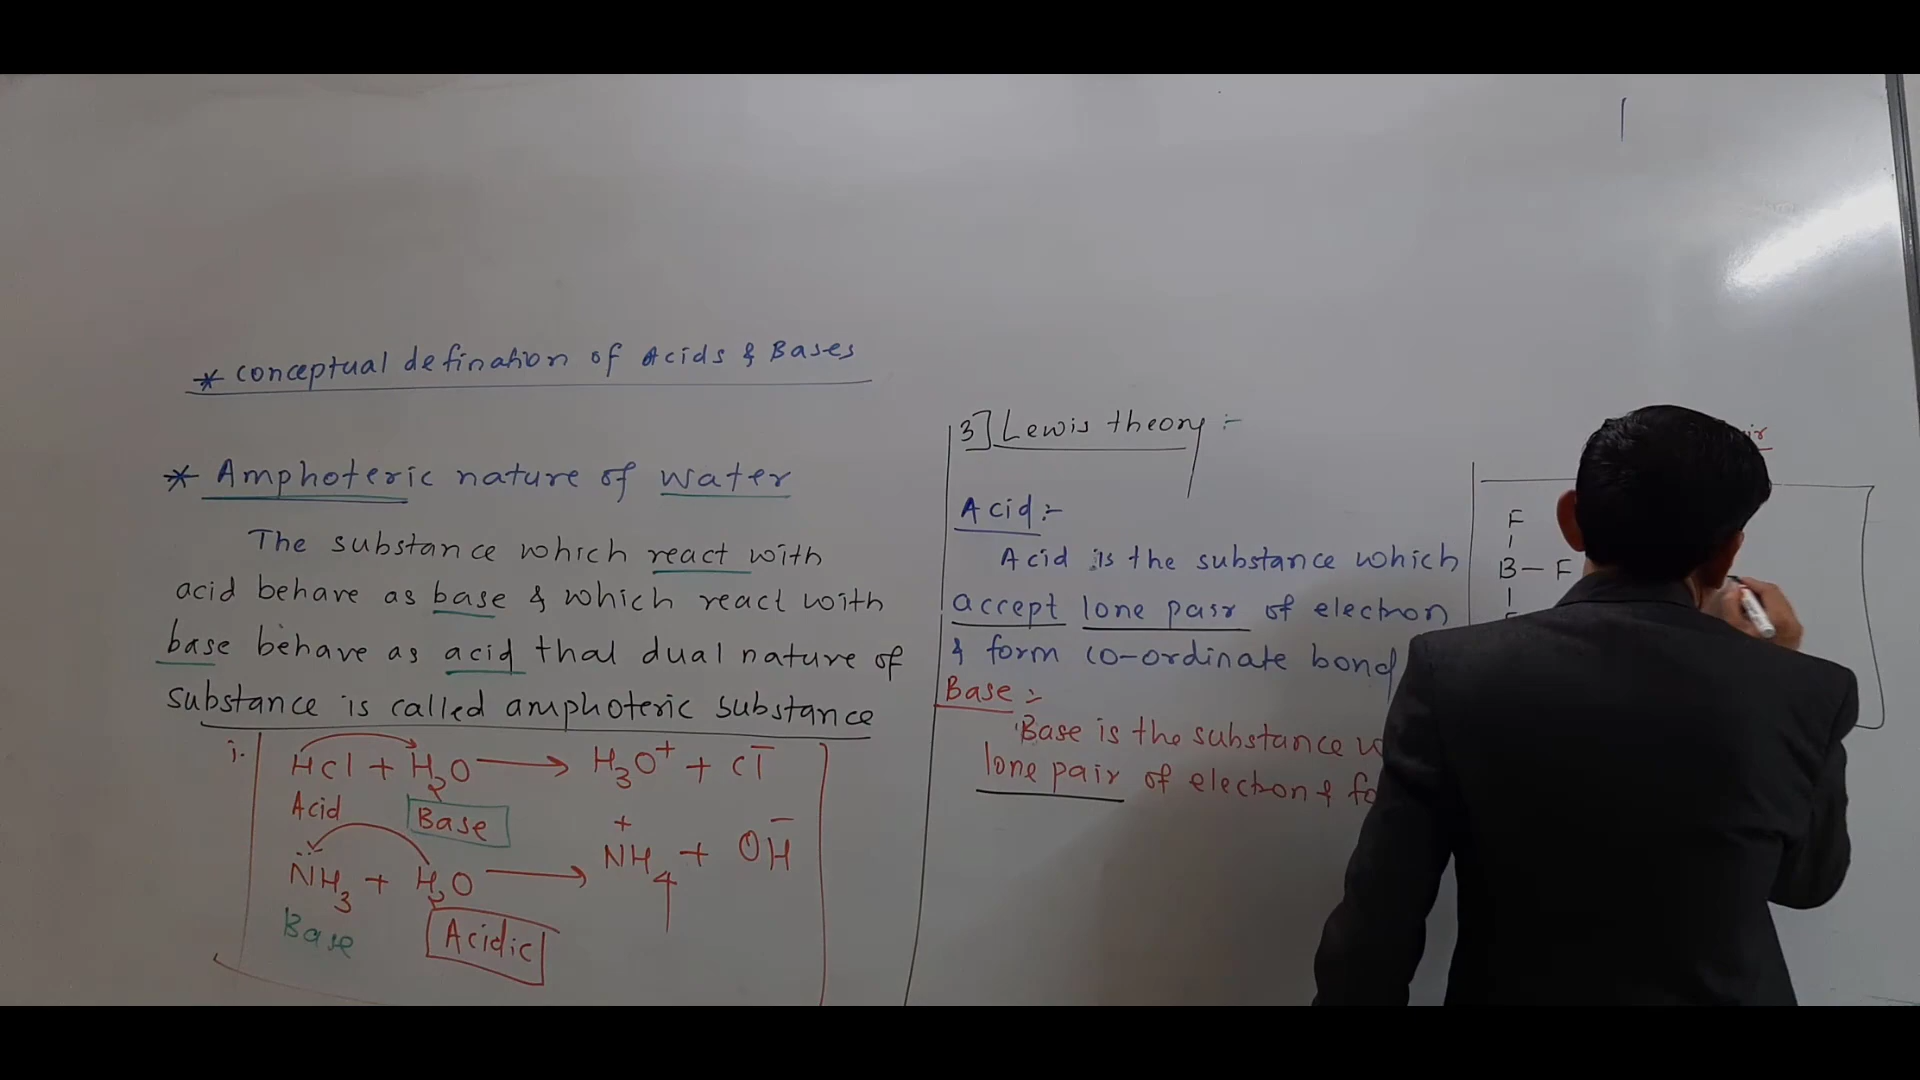 * Conceptual defination of Acids & Bases
* Amphoteric nature of water
The substance which react with
acid behave as base & which react with
base behave as acid that dual nature of
substance is called amphoteric substance
i.
HCl + H2O ⟶ H3O+ + Cl-
Acid Base
NH3 + H2O ⟶ NH4+ + OH-
Base Acidic
3] Lewis theory :-
Acid :-
Acid is the substance which
accept lone pair of electron
& form co-ordinate bond
Base :-
Base is the substance
lone pair of electron &
F
B - F